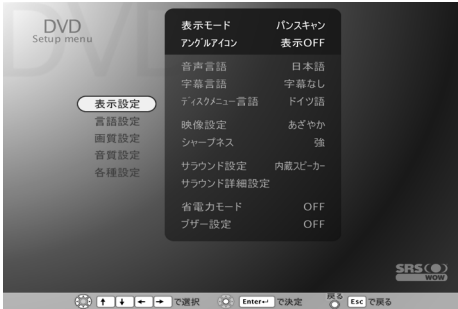 DVD
Setup menu
表示設定
言語設定
画質設定
音質設定
各種設定
表示モード パンスキャン
アングルアイコン 表示OFF
音声言語 日本語
字幕言語 字幕なし
ディスクメニュー言語 ドイツ語
映像設定 あざやか
シャープネス 強
サラウンド設定 内蔵スピーカー
サラウンド詳細設定
省電力モード OFF
ブザー設定 OFF
SRS
WOW
で選択 Enter で決定 戻る Esc で戻る